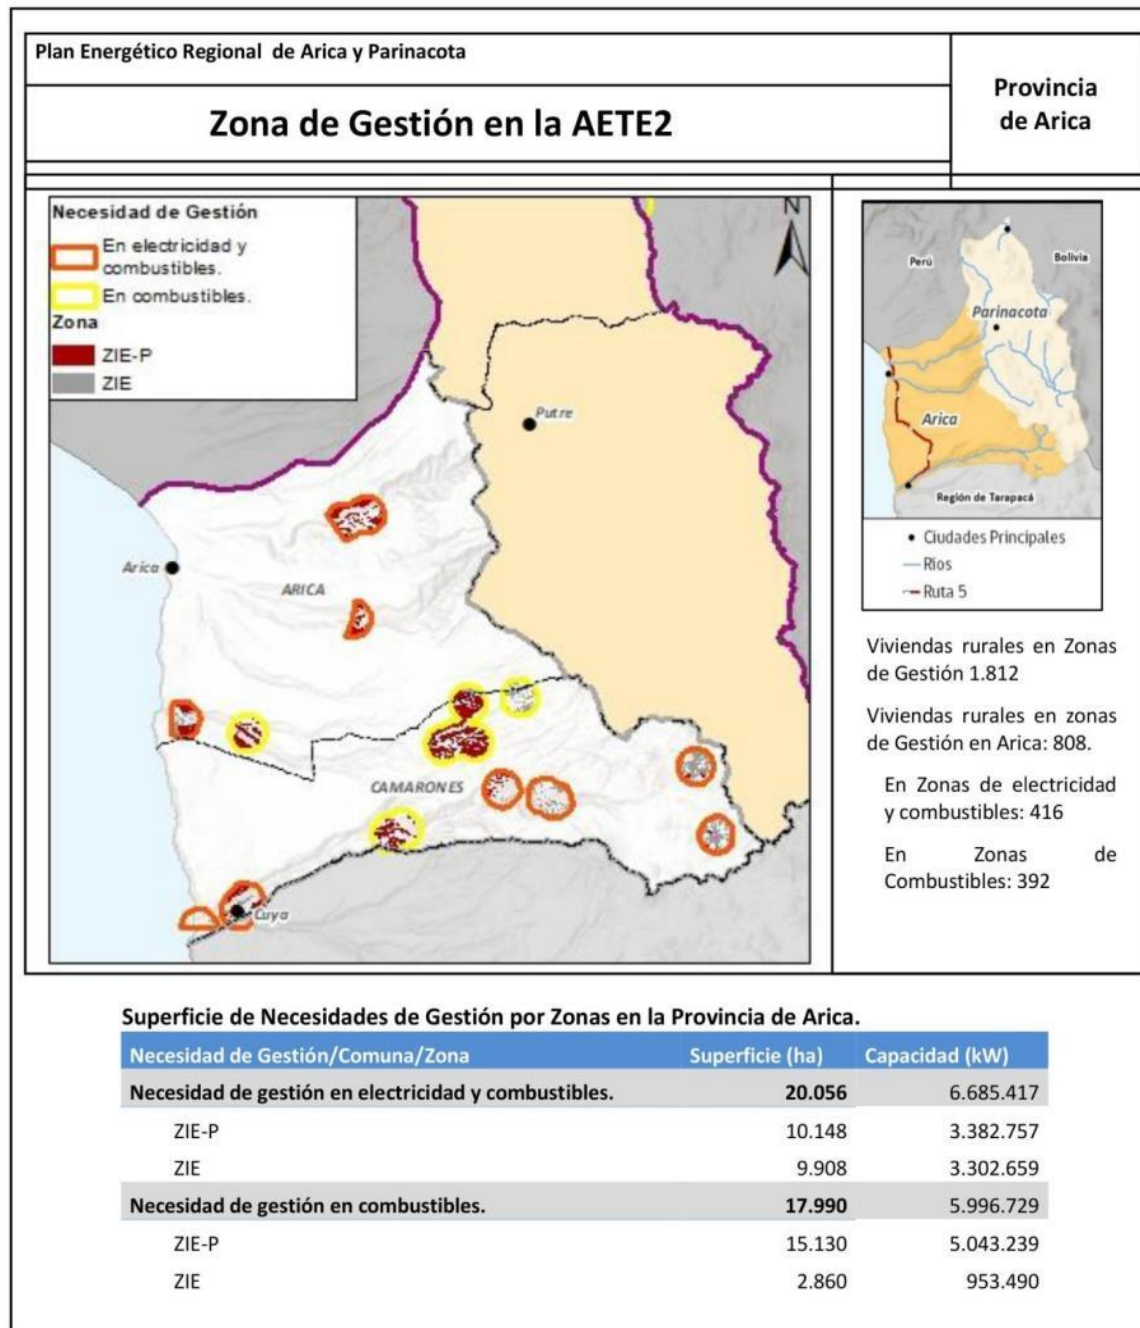 Plan Energético Regional de Arica y Parinacota
Zona de Gestión en la AETE2
Provincia
de Arica
Necesidad de Gestión
En electricidad y
combustibles.
En combustibles.
Zona
ZIE-P
ZIE
N
Putre
Arica
ARICA
CAMARONES
Cuya
Perú
Bolivia
Parinacota
Arica
Región de Tarapacá
Ciudades Principales
Ríos
Ruta 5
Viviendas rurales en Zonas
de Gestión 1.812
Viviendas rurales en zonas
de Gestión en Arica: 808.
En Zonas de electricidad
y combustibles: 416
En Zonas de
Combustibles: 392
Superficie de Necesidades de Gestión por Zonas en la Provincia de Arica.
Necesidad de Gestión/Comuna/Zona Superficie (ha) Capacidad (kW)
Necesidad de gestión en electricidad y combustibles. 20.056 6.685.417
ZIE-P 10.148 3.382.757
ZIE 9.908 3.302.659
Necesidad de gestión en combustibles. 17.990 5.996.729
ZIE-P 15.130 5.043.239
ZIE 2.860 953.490